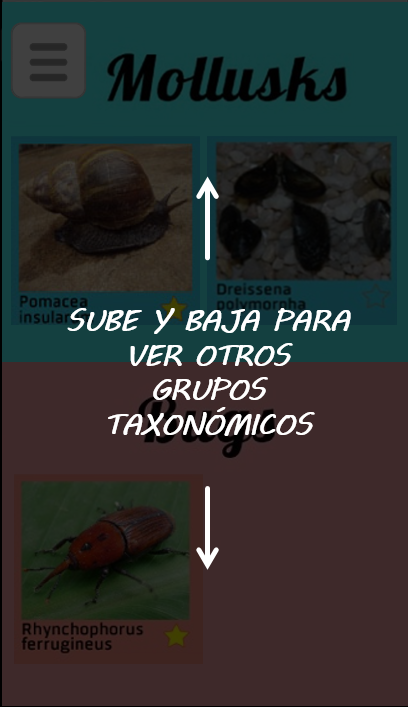 Mollusks
Pomacea
insularum
Dreissena
polymorpha
SUBE Y BAJA PARA
VER OTROS
GRUPOS
TAXONÓMICOS
Bugs
Rhynchophorus
ferrugineus